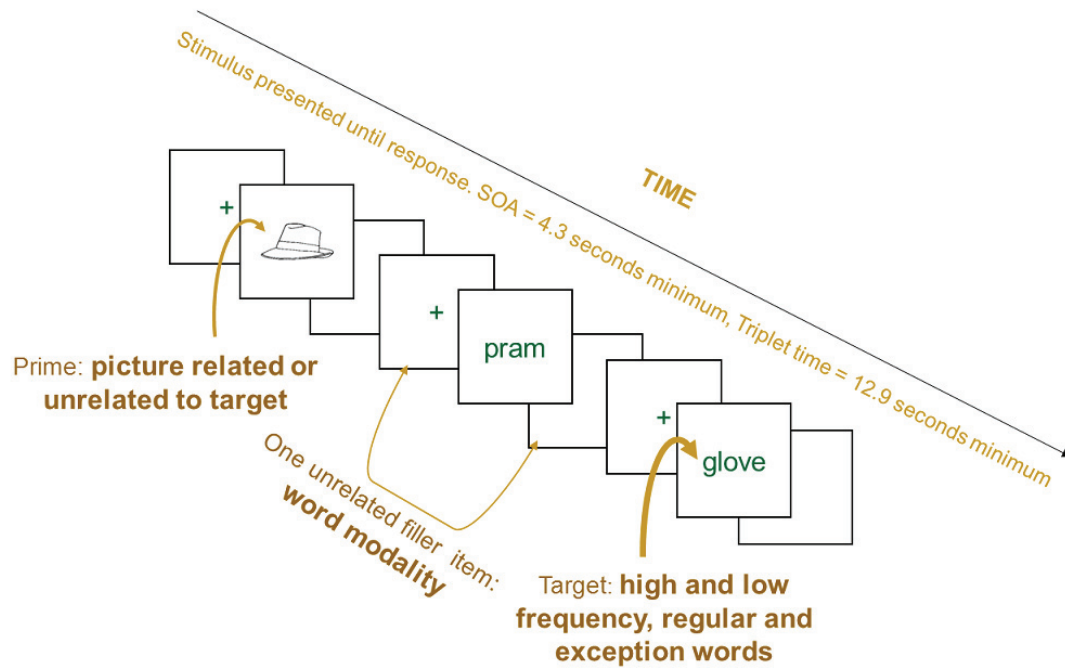 Stimulus presented until response. SOA = 4.3 seconds minimum, Triplet time = 12.9 seconds minimum
TIME
+
Prime: picture related or
unrelated to target
+
pram
One unrelated filler item:
word modality
+
glove
Target: high and low
frequency, regular and
exception words